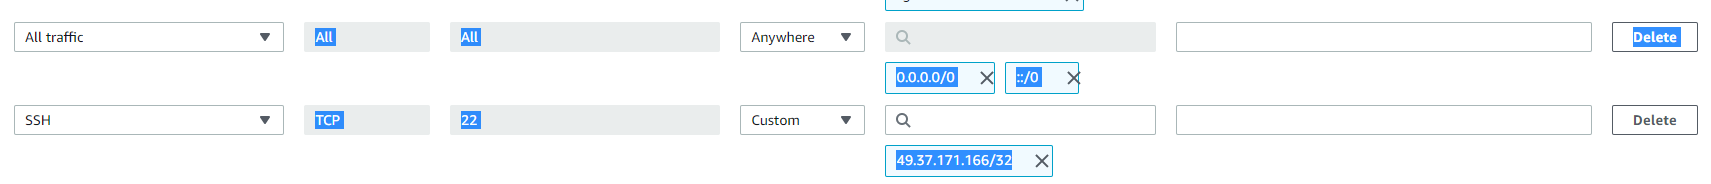 All traffic All All Anywhere Delete
0.0.0.0/0 ::/0
SSH TCP 22 Custom Delete
49.37.171.166/32